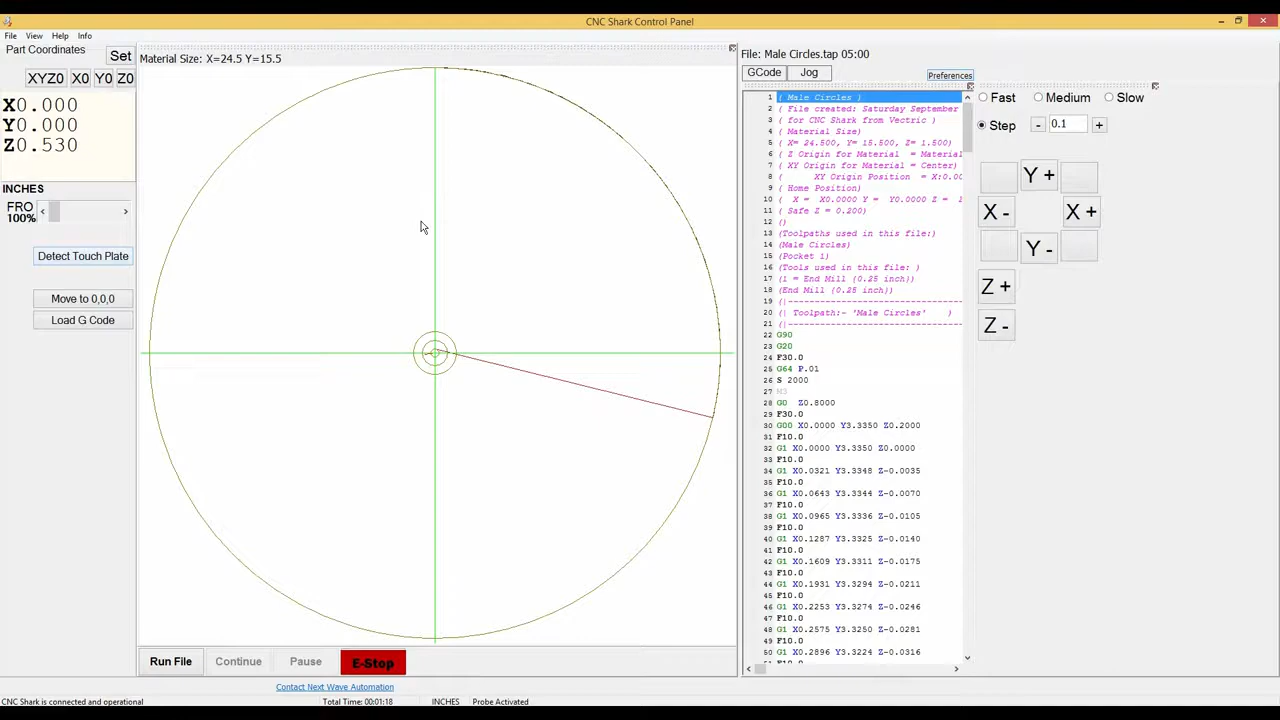 CNC Shark Control Panel
File View Help Info
Part Coordinates
Set
XYZ0 X0 Y0 Z0
X0.000
Y0.000
Z0.530
INCHES
FRO
100%
Detect Touch Plate
Move to 0,0,0
Load G Code
Material Size: X=24.5 Y=15.5
Run File Continue Pause E-Stop
Contact Next Wave Automation
File: Male Circles.tap 05:00
GCode Jog Preferences
1 ( Male Circles )
2 ( File created: Saturday September
3 ( for CNC Shark from Vectric )
4 ( Material Size)
5 ( X= 24.500, Y= 15.500, Z= 1.500)
6 ( Z Origin for Material = Material
7 ( XY Origin for Material = Center)
8 ( XY Origin Position = X:0.00
9 ( Home Position)
10 ( X = X0.0000 Y = Y0.0000 Z =
11 ( Safe Z = 0.200)
12 ()
13 (Toolpaths used in this file:)
14 (Male Circles)
15 (Pocket 1)
16 (Tools used in this file: )
17 (1 = End Mill {0.25 inch})
18 (End Mill {0.25 inch})
19 (|---------------------------------
20 (| Toolpath:- 'Male Circles' )
21 (|---------------------------------
22 G90
23 G20
24 F30.0
25 G64 P.01
26 S 2000
27 M3
28 G0 Z0.8000
29 F30.0
30 G00 X0.0000 Y3.3350 Z0.2000
31 F10.0
32 G1 X0.0000 Y3.3350 Z0.0000
33 F10.0
34 G1 X0.0321 Y3.3348 Z-0.0035
35 F10.0
36 G1 X0.0643 Y3.3344 Z-0.0070
37 F10.0
38 G1 X0.0965 Y3.3336 Z-0.0105
39 F10.0
40 G1 X0.1287 Y3.3325 Z-0.0140
41 F10.0
42 G1 X0.1609 Y3.3311 Z-0.0175
43 F10.0
44 G1 X0.1931 Y3.3294 Z-0.0211
45 F10.0
46 G1 X0.2253 Y3.3274 Z-0.0246
47 F10.0
48 G1 X0.2575 Y3.3250 Z-0.0281
49 F10.0
50 G1 X0.2896 Y3.3224 Z-0.0316
Fast Medium Slow
Step - 0.1 +
Y +
X - X +
Y -
Z +
Z -
CNC Shark is connected and operational Total Time: 00:01:18 INCHES Probe Activated